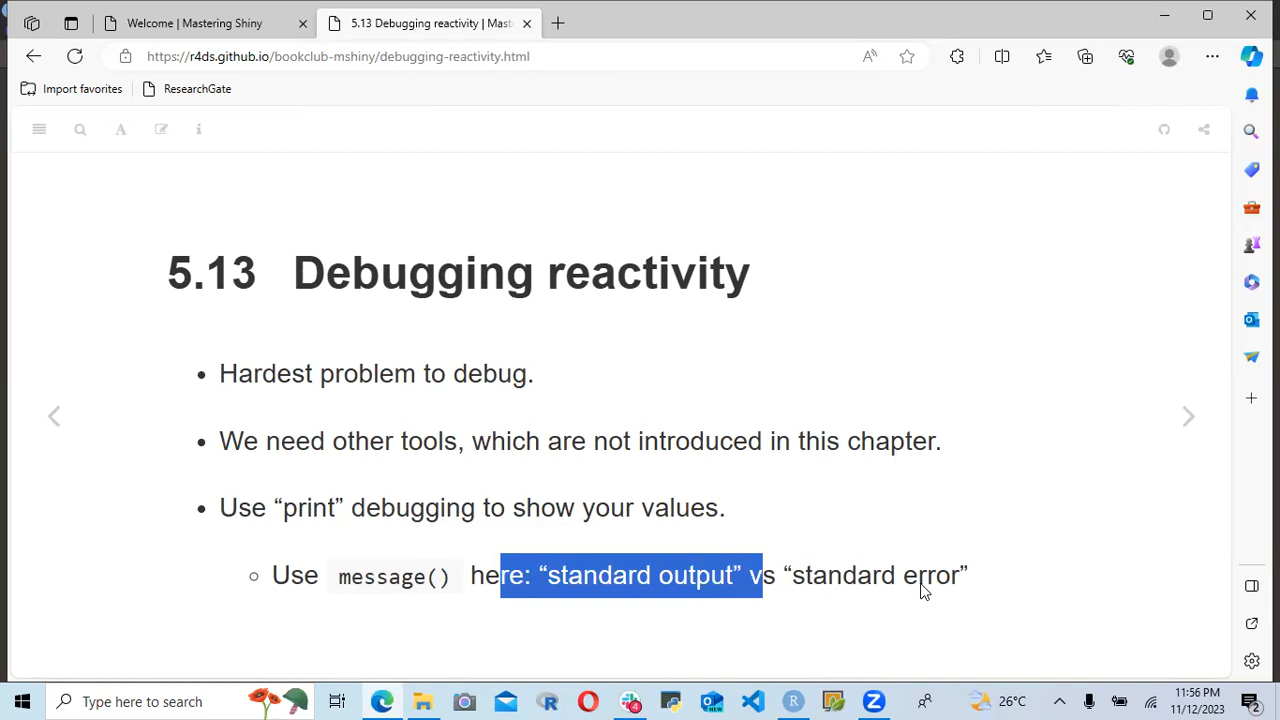 Welcome | Mastering Shiny
5.13 Debugging reactivity | Mast
https://r4ds.github.io/bookclub-mshiny/debugging-reactivity.html
Import favorites
ResearchGate
5.13 Debugging reactivity
• Hardest problem to debug.
• We need other tools, which are not introduced in this chapter.
• Use “print” debugging to show your values.
◦ Use message() here: “standard output” vs “standard error”
Type here to search
4
26°C
11:56 PM
11/12/2023
2